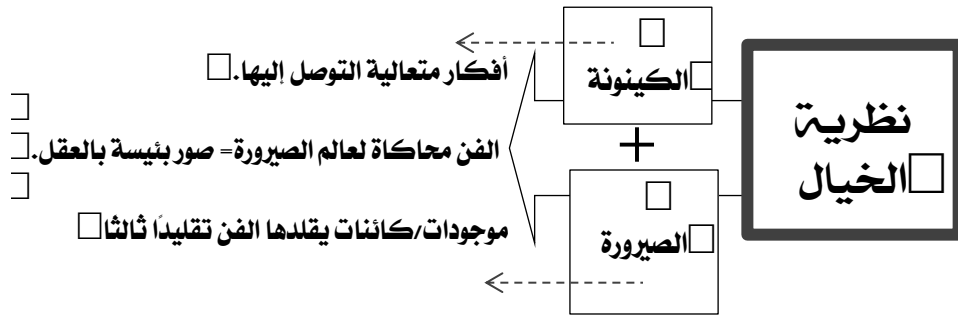 نظرية
الخيال
الكينونة
+
الصيرورة
أفكار متعالية التوصل إليها.
الفن محاكاة لعالم الصيرورة= صور بئيسة بالعقل.
موجودات/كائنات يقلدها الفن تقليدًا ثالثا